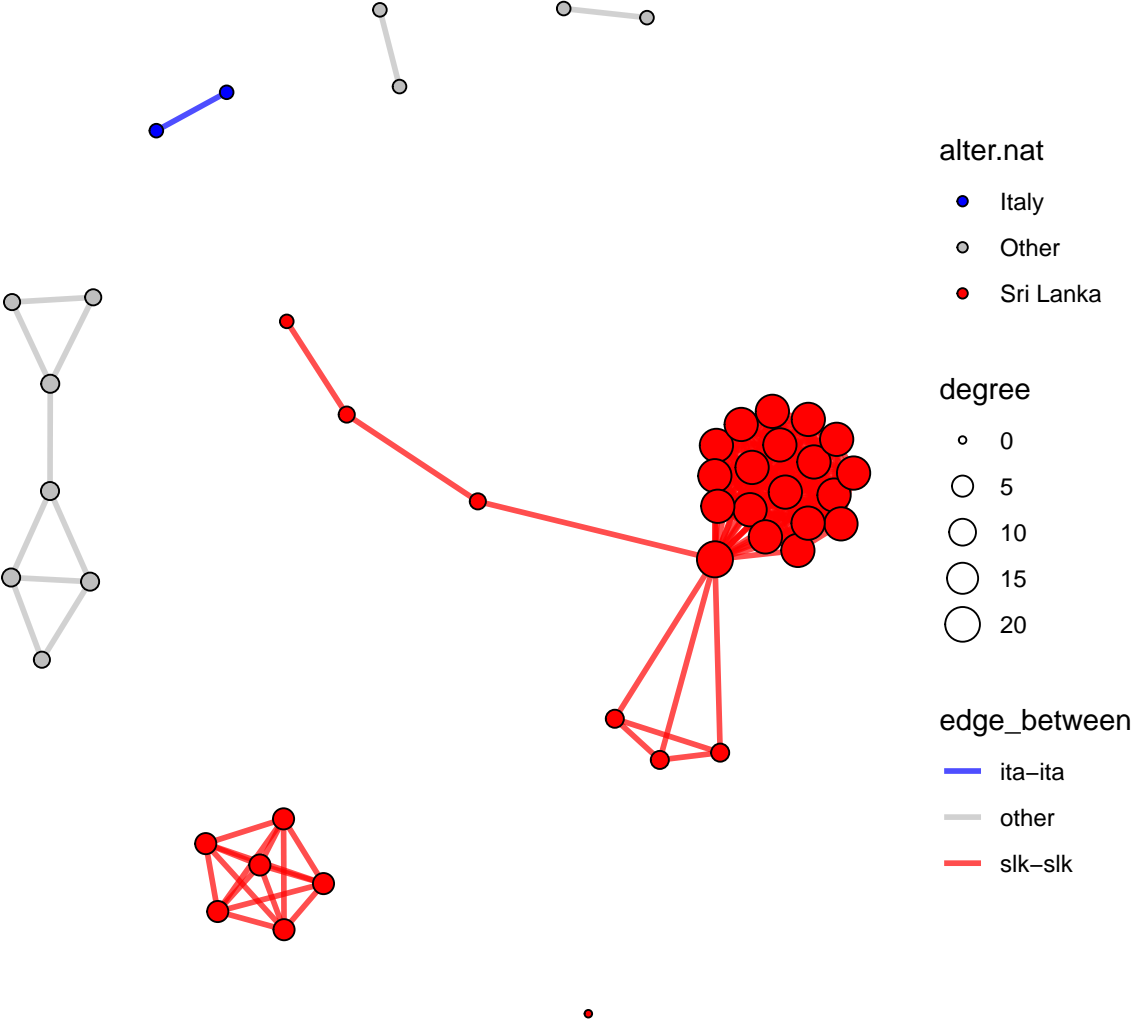 alter.nat
Italy
Other
Sri Lanka
degree
0
5
10
15
20
edge_between
ita−ita
other
slk−slk